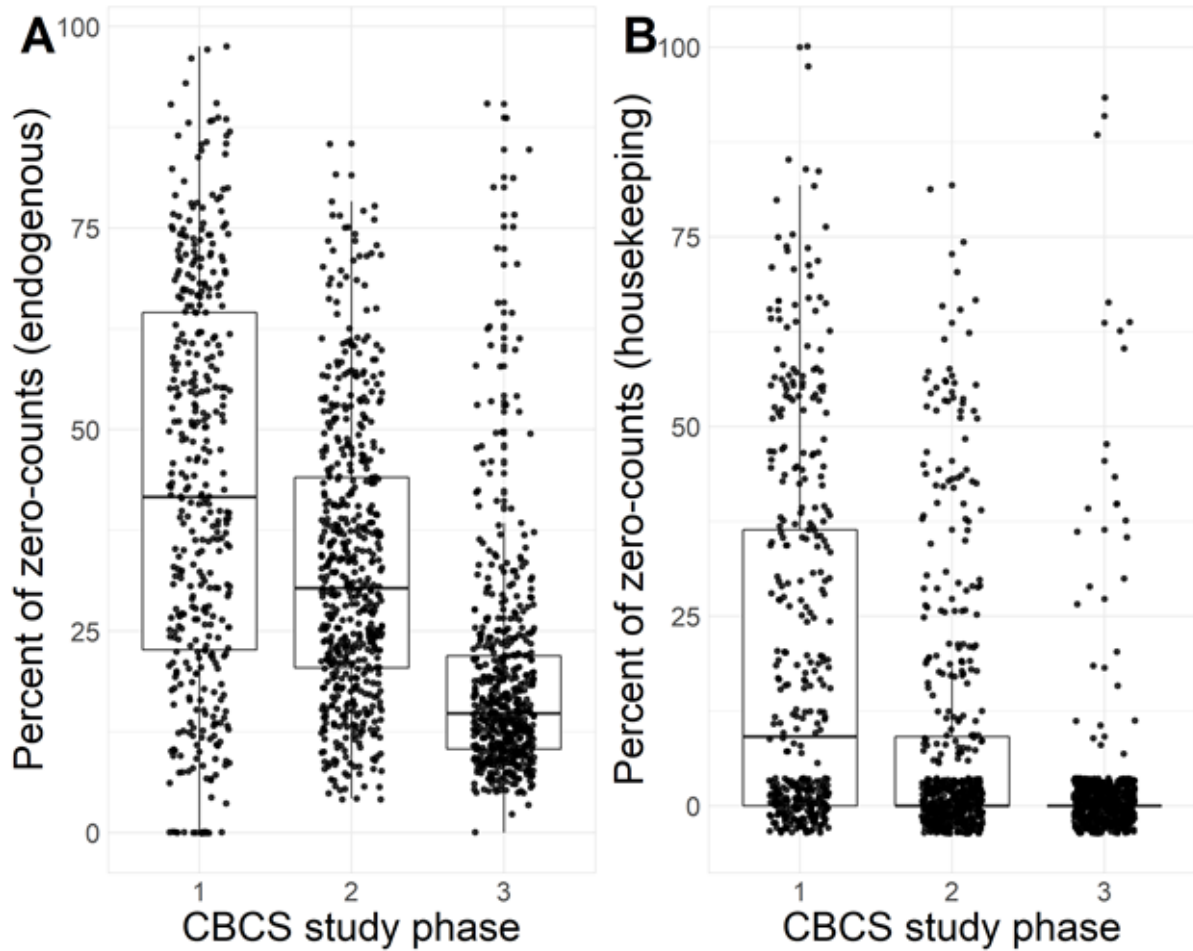 A
Percent of zero-counts (endogenous)
100
75
50
25
0
1 2 3
CBCS study phase
B
Percent of zero-counts (housekeeping)
100
75
50
25
0
1 2 3
CBCS study phase